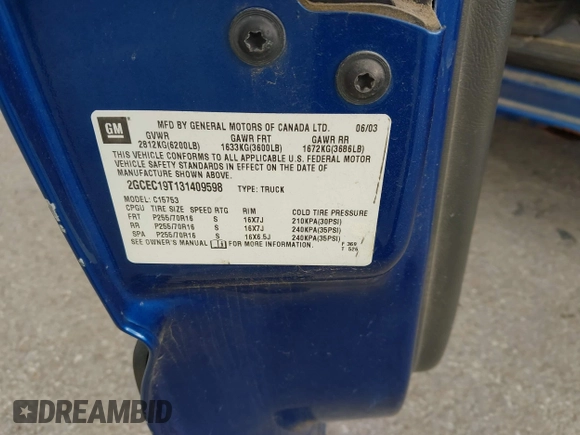 GM
MFD BY GENERAL MOTORS OF CANADA LTD. 06/03
GVWR GAWR FRT GAWR RR
2812KG(6200LB) 1633KG(3600LB) 1672KG(3686LB)
THIS VEHICLE CONFORMS TO ALL APPLICABLE U.S. FEDERAL MOTOR
VEHICLE SAFETY STANDARDS IN EFFECT ON THE DATE OF
MANUFACTURE SHOWN ABOVE.
2GCEC19T131409598 TYPE: TRUCK
MODEL: C15753
CPGU TIRE SIZE SPEED RTG RIM COLD TIRE PRESSURE
FRT P255/70R16 S 16X7J 210KPA(30PSI)
RR P255/70R16 S 16X7J 240KPA(35PSI)
SPA P255/70R16 S 16X6.5J 240KPA(35PSI)
SEE OWNER'S MANUAL FOR MORE INFORMATION. T 369
T 526
DREAMBID